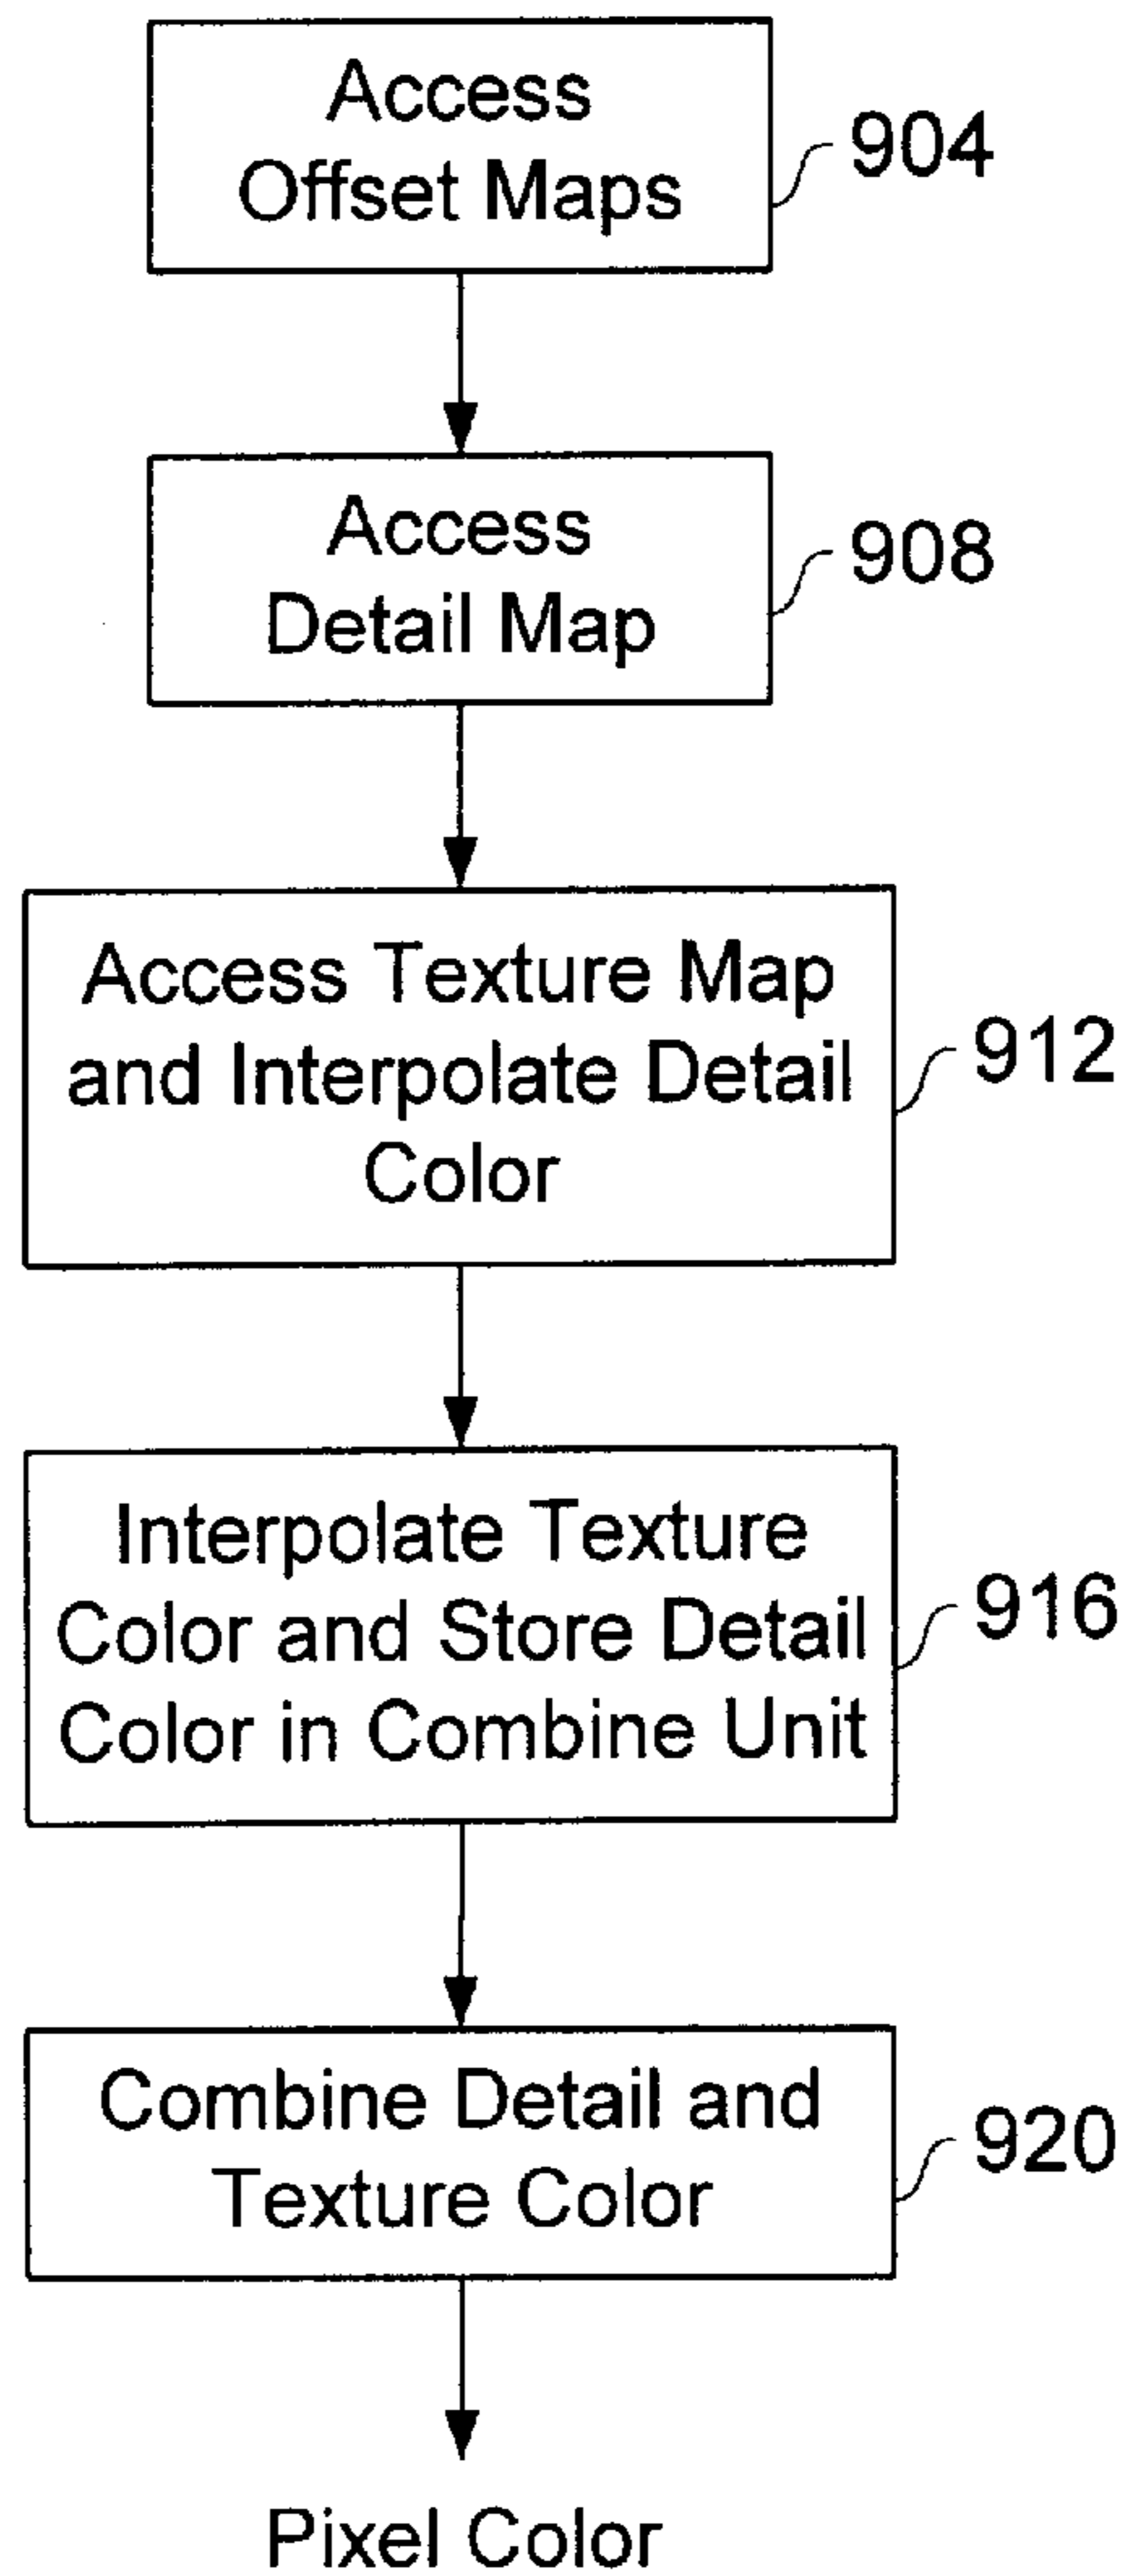 Access
Offset Maps
904
Access
Detail Map
908
Access Texture Map
and Interpolate Detail
Color
912
Interpolate Texture
Color and Store Detail
Color in Combine Unit
916
Combine Detail and
Texture Color
920
Pixel Color